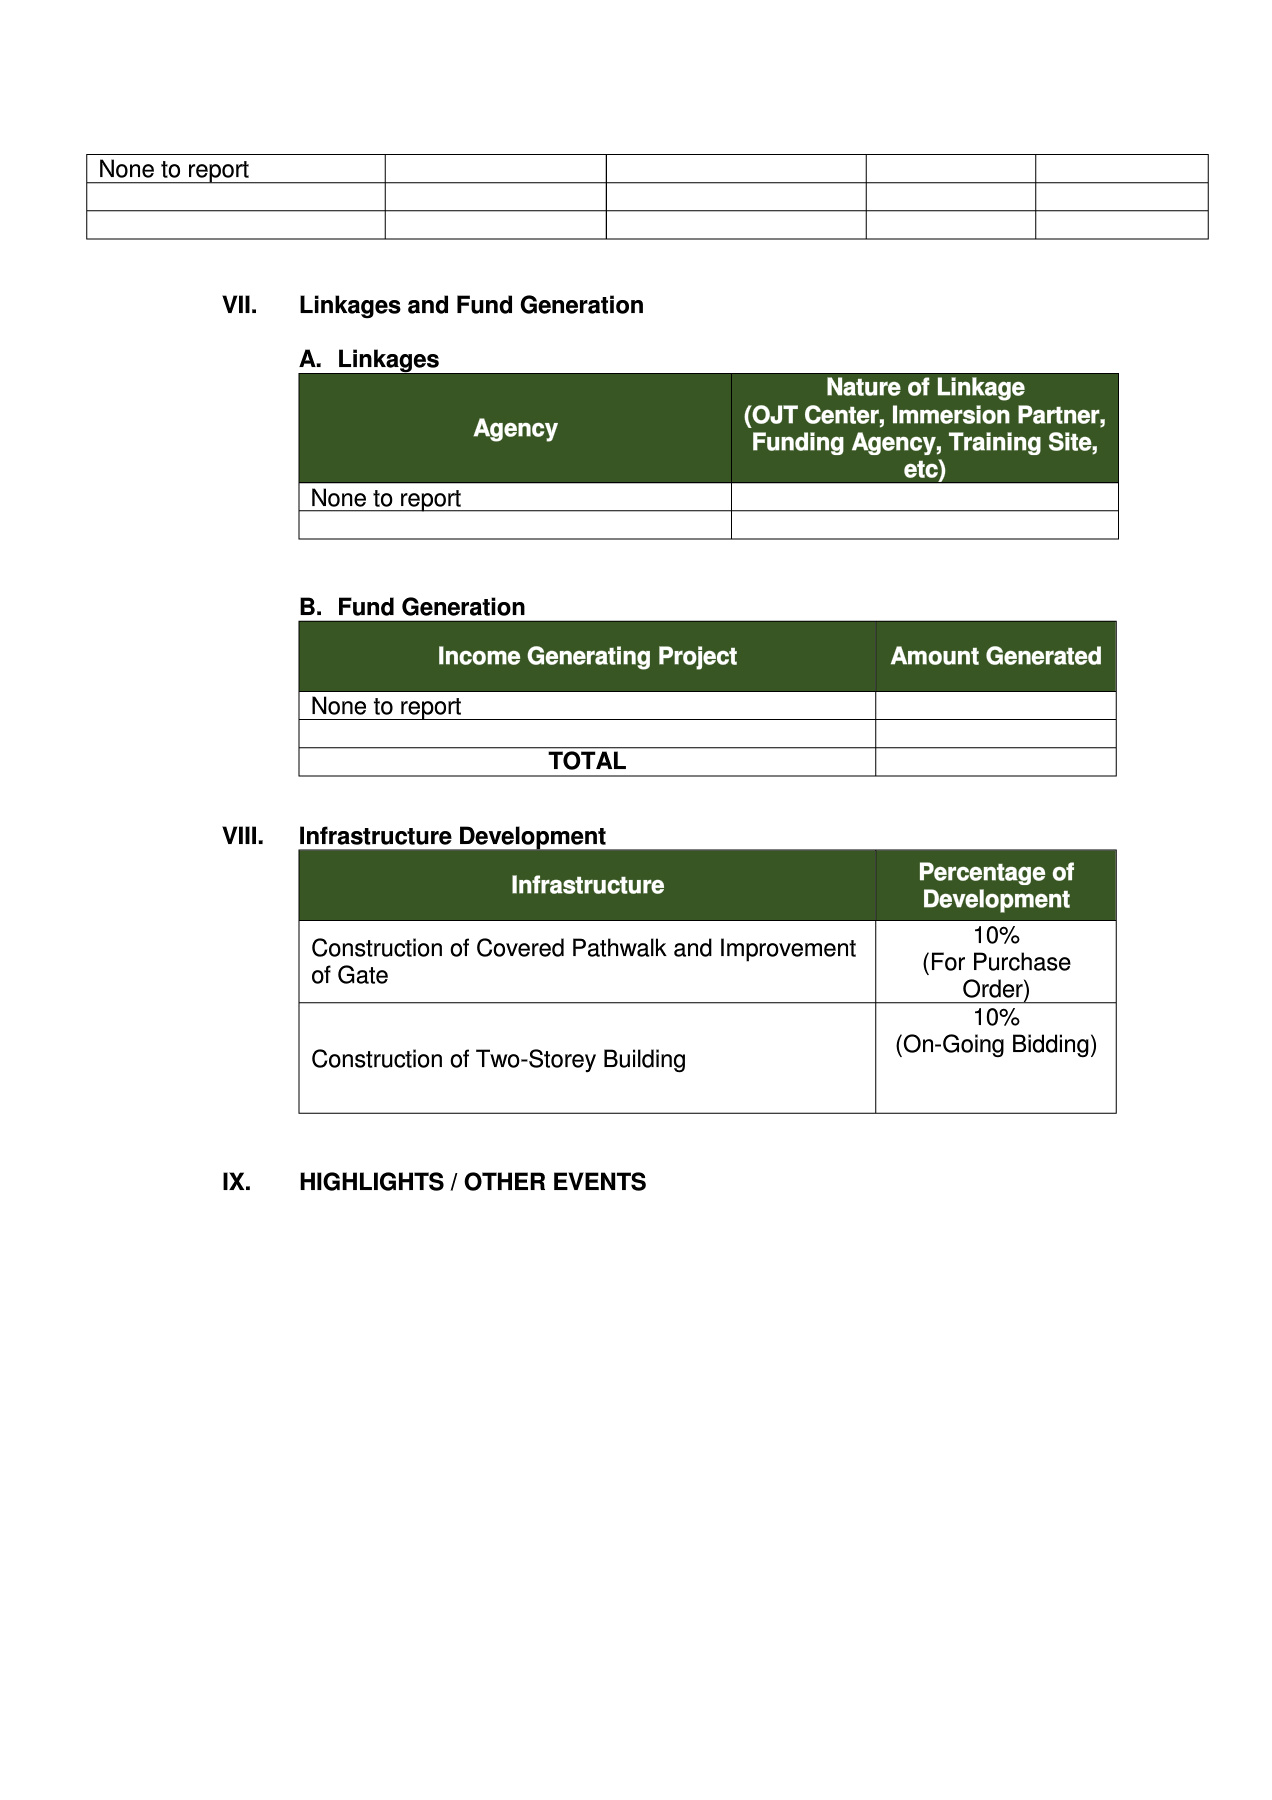 None to report
VII. Linkages and Fund Generation
A. Linkages
Agency
Nature of Linkage
(OJT Center, Immersion Partner,
Funding Agency, Training Site,
etc)
None to report
B. Fund Generation
Income Generating Project
Amount Generated
None to report
TOTAL
VIII. Infrastructure Development
Infrastructure
Percentage of
Development
Construction of Covered Pathwalk and Improvement
of Gate
10%
(For Purchase
Order)
Construction of Two-Storey Building
10%
(On-Going Bidding)
IX. HIGHLIGHTS / OTHER EVENTS